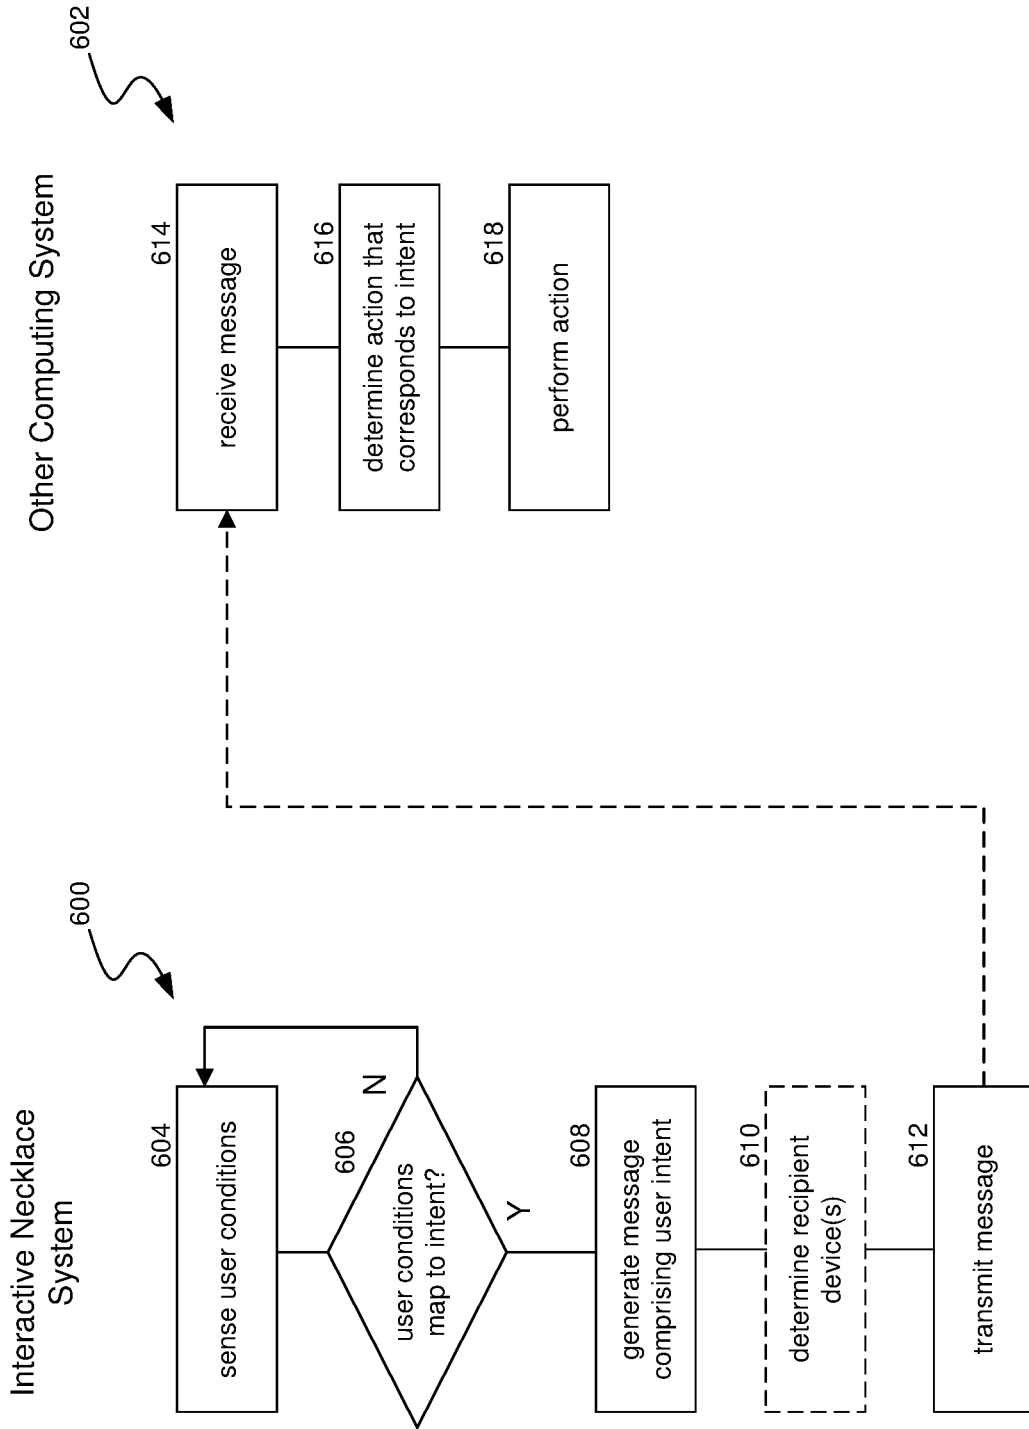 Interactive Necklace
System
600
604
sense user conditions
606
user conditions
map to intent?
N
Y
608
generate message
comprising user intent
610
determine recipient
device(s)
612
transmit message
Other Computing System
602
614
receive message
616
determine action that
corresponds to intent
618
perform action